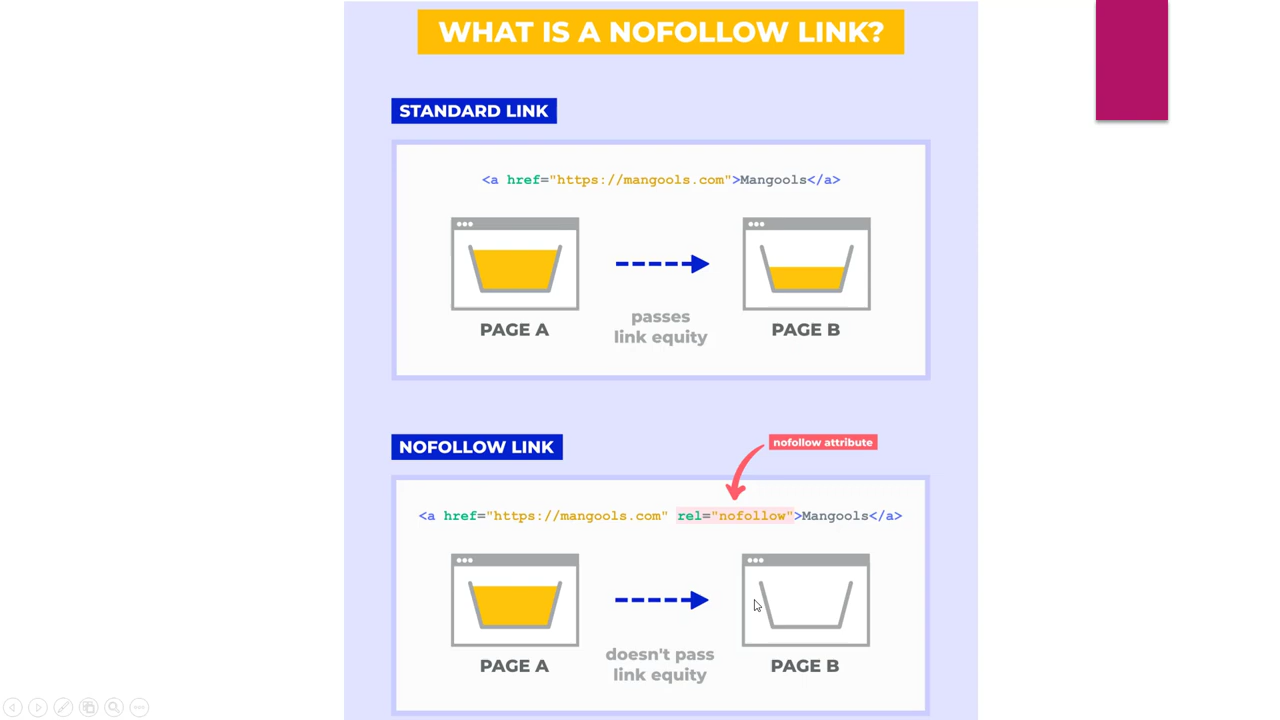 WHAT IS A NOFOLLOW LINK?
STANDARD LINK
<a href="https://mangools.com">Mangools</a>
PAGE A
passes
link equity
PAGE B
NOFOLLOW LINK
nofollow attribute
<a href="https://mangools.com" rel="nofollow">Mangools</a>
PAGE A
doesn't pass
link equity
PAGE B